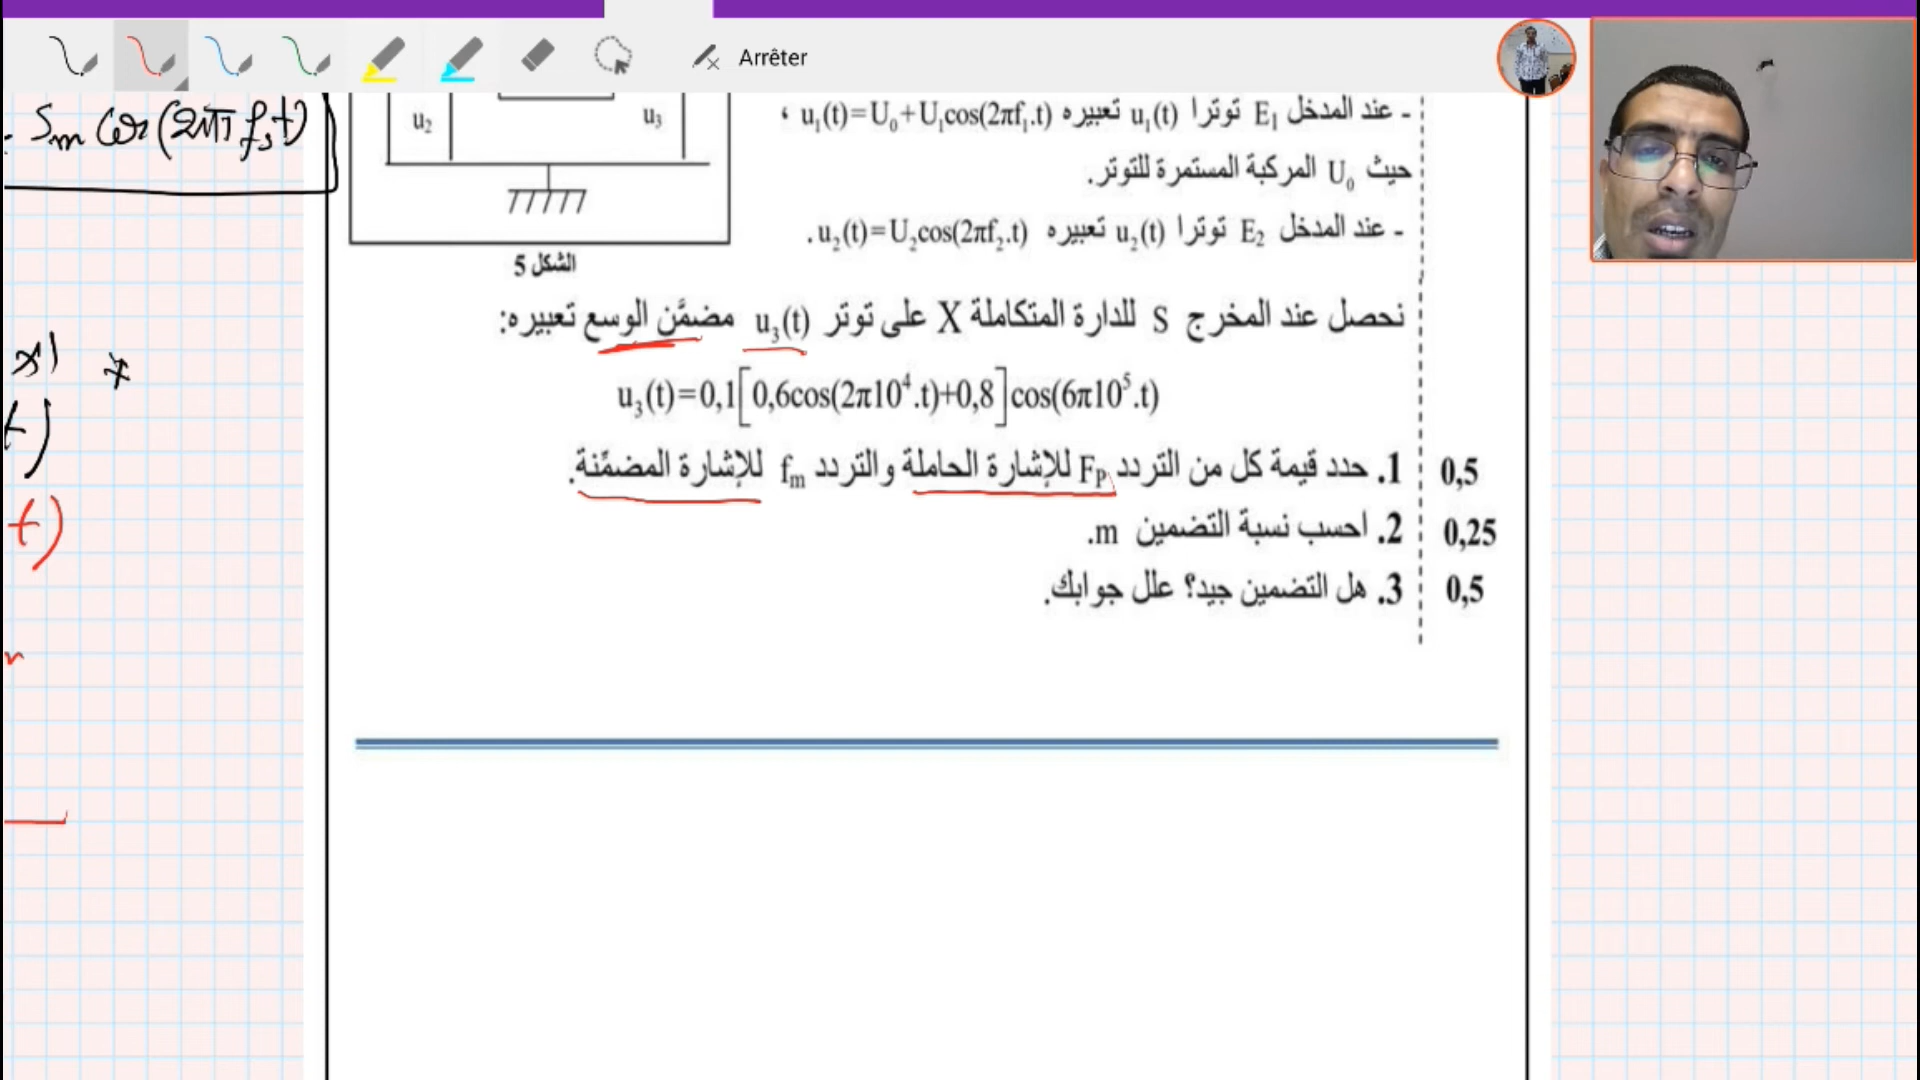 Arrêter
Sm Cos(2π fs t)
u2
u3
الشكل 5
- عند المدخل E1 توترا u1(t) تعبيره u1(t)=U0+U1cos(2πf1.t) ،
حيث U0 المركبة المستمرة للتوتر.
- عند المدخل E2 توترا u2(t) تعبيره u2(t)=U2cos(2πf2.t).
نحصل عند المخرج S للدارة المتكاملة X على توتر u3(t) مضمَّن الوسع تعبيره:
u3(t)=0,1[0,6cos(2π10⁴.t)+0,8]cos(6π10⁵.t)
0,5 1. حدد قيمة كل من التردد FP للإشارة الحاملة والتردد fm للإشارة المضمِّنة.
0,25 2. احسب نسبة التضمين m.
0,5 3. هل التضمين جيد؟ علل جوابك.
t)
t)